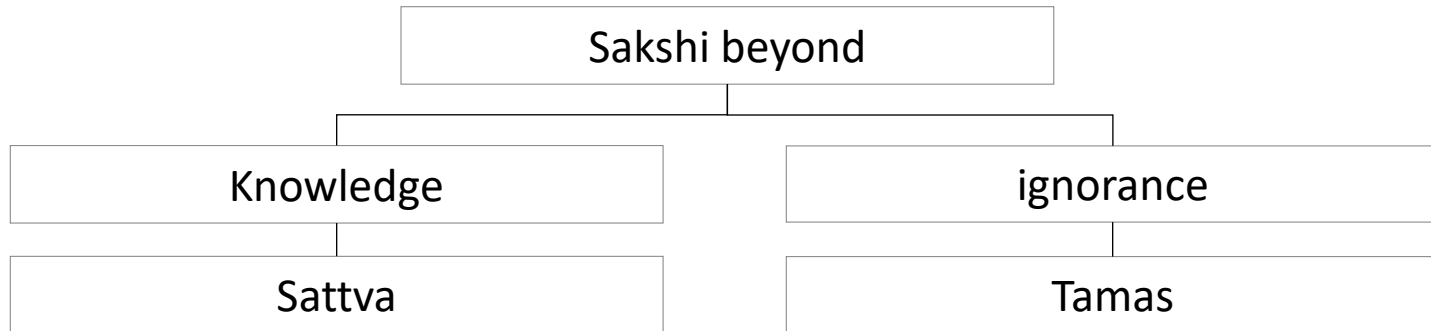 Sakshi beyond
Knowledge
ignorance
Sattva
Tamas